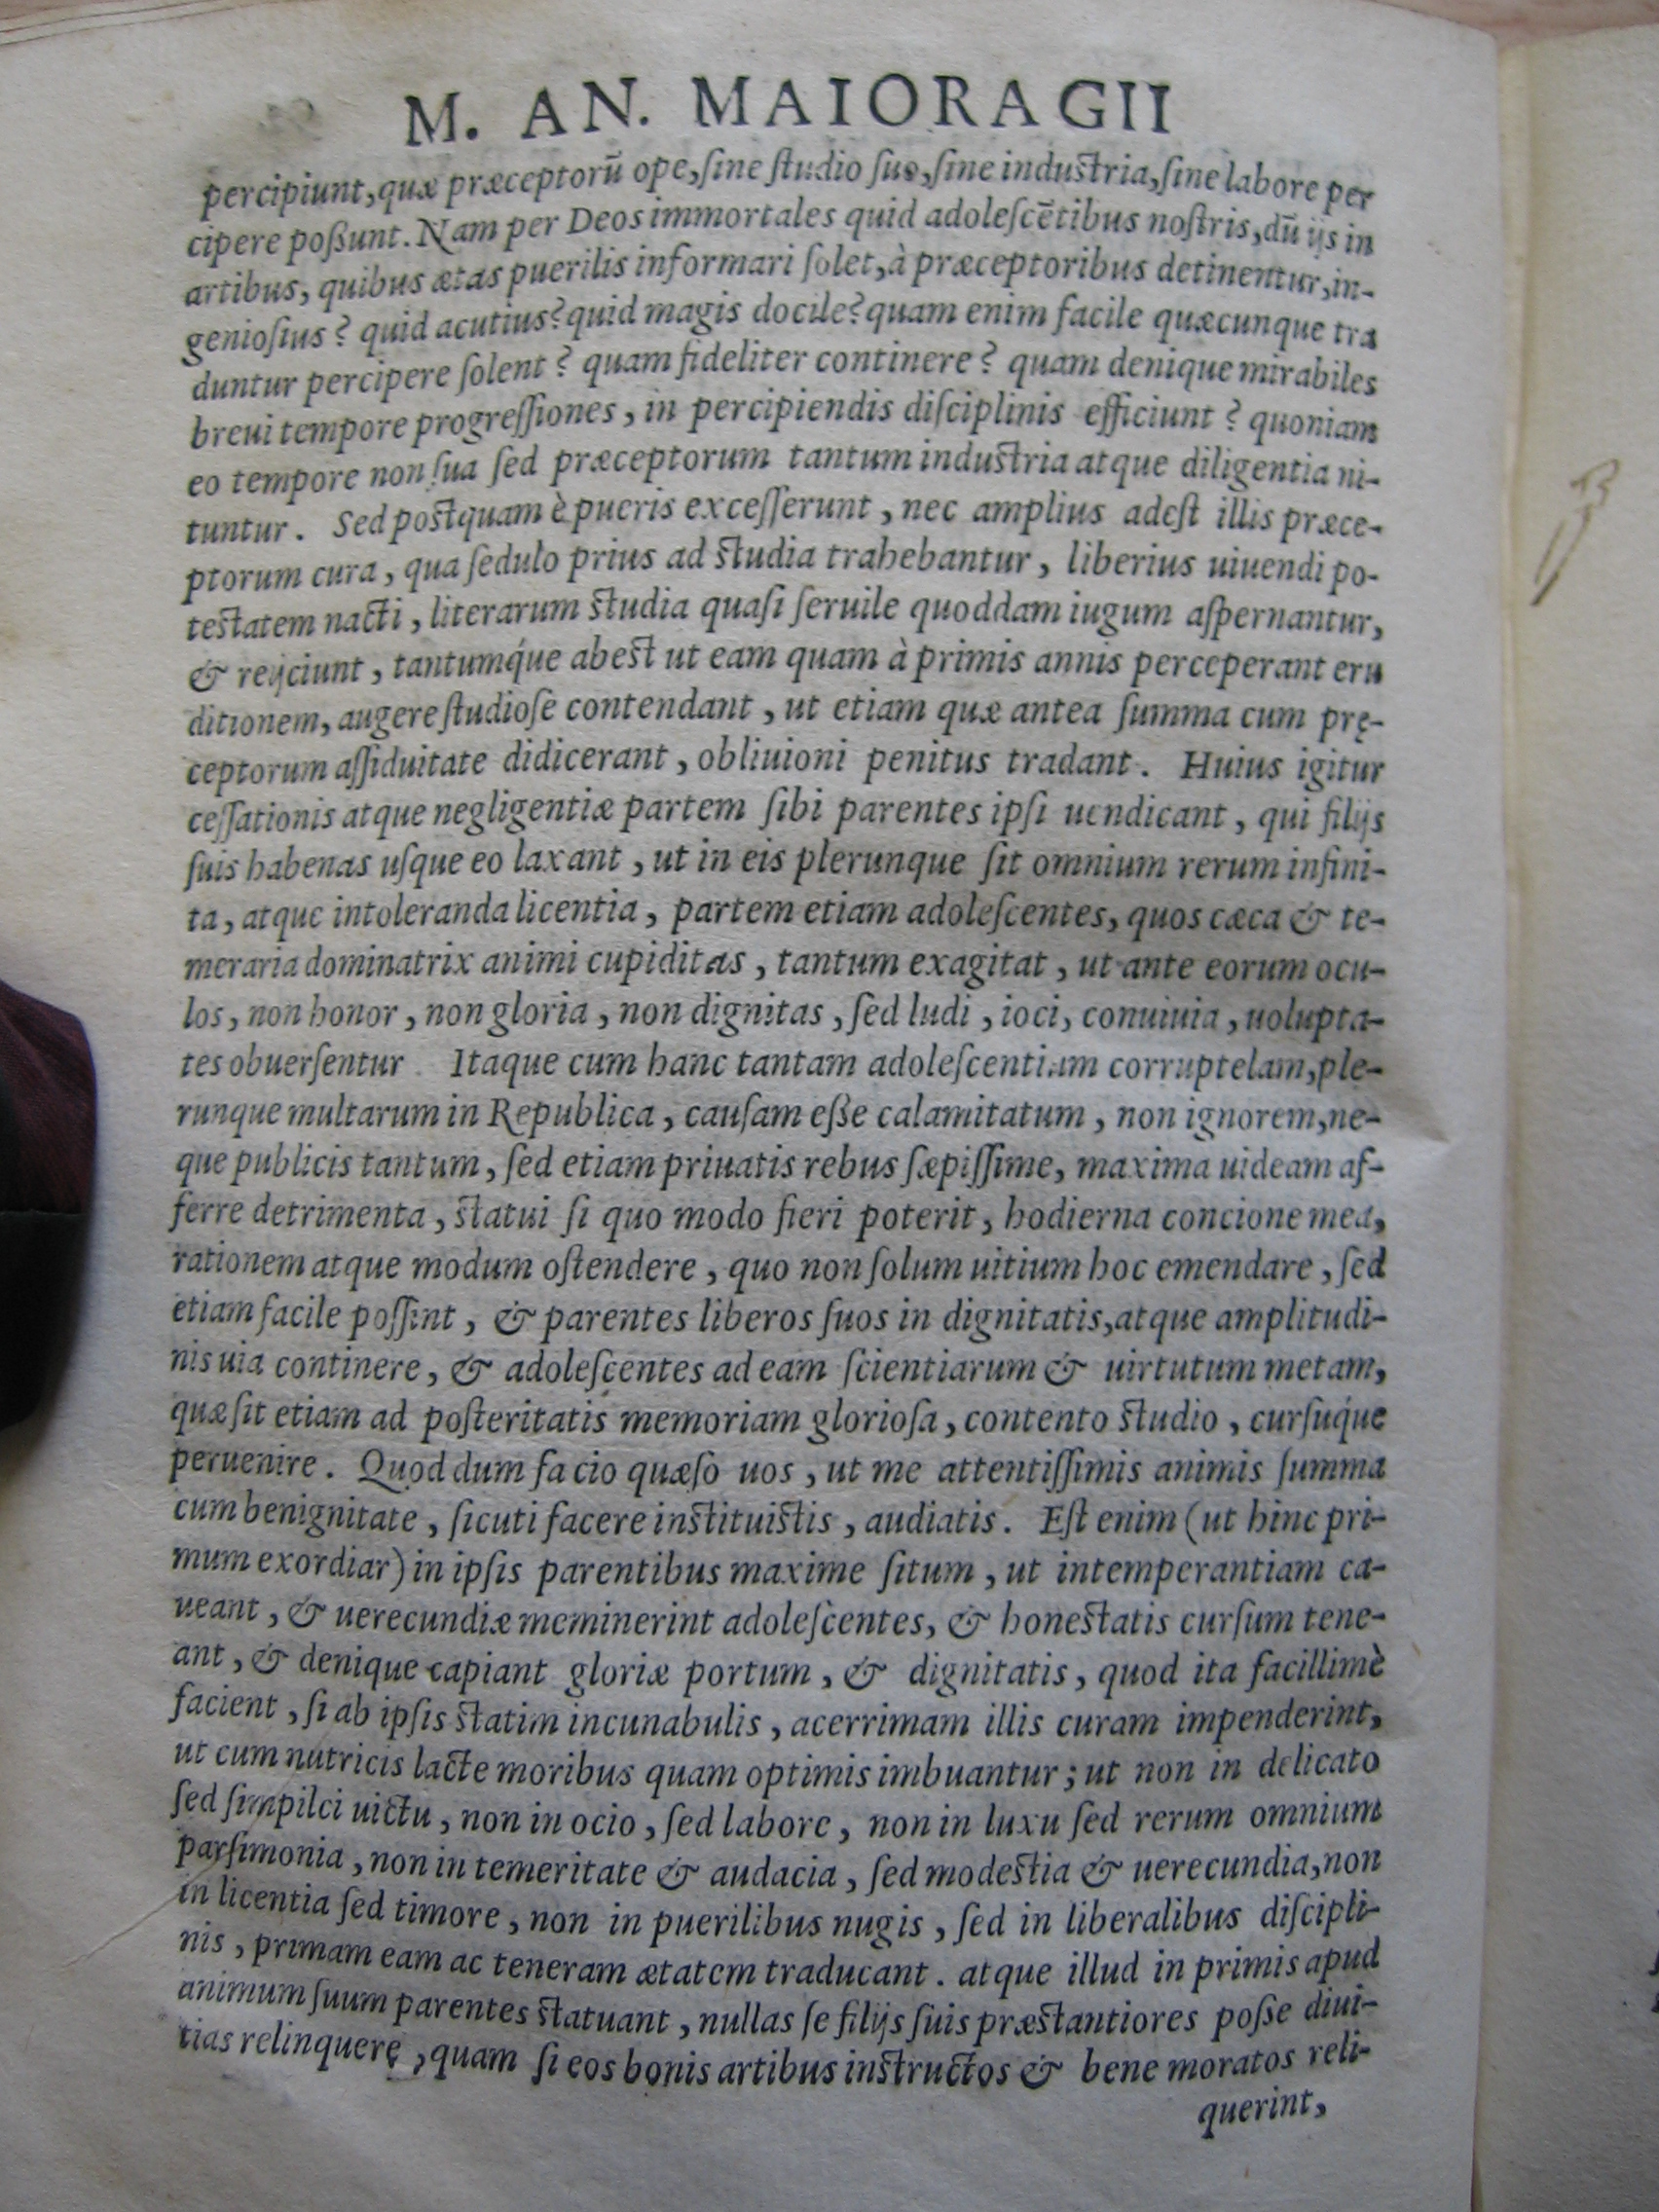 M. AN. MAIORAGII
percipiunt, quæ præceptorū ope, ſine ſtudio ſuo, ſine induſtria, ſine labore per
cipere poßunt. Nam per Deos immortales quid adoleſcētibus noſtris, dū ijs in
artibus, quibus ætas puerilis informari ſolet, à præceptoribus detinentur, in-
genioſius? quid acutius? quid magis docile? quam enim facile quæcunque tra
duntur percipere ſolent? quam fideliter continere? quam denique mirabiles
breui tempore progreſſiones, in percipiendis diſciplinis efficiunt? quoniam
eo tempore non ſua ſed præceptorum tantum induſtria atque diligentia ni-
tuntur. Sed poſtquam è pueris exceſſerunt, nec amplius adeſt illis præce-
ptorum cura, qua ſedulo prius ad ſtudia trahebantur, liberius uiuendi po-
teſtatem nacti, literarum ſtudia quaſi ſeruile quoddam iugum aſpernantur,
& reijciunt, tantumq́ue abeſt ut eam quam à primis annis perceperant eru
ditionem, augere ſtudioſe contendant, ut etiam quæ antea ſumma cum prę-
ceptorum aſſiduitate didicerant, obliuioni penitus tradant. Huius igitur
ceſſationis atque negligentiæ partem ſibi parentes ipſi uendicant, qui filijs
ſuis habenas uſque eo laxant, ut in eis plerunque ſit omnium rerum infini-
ta, atque intoleranda licentia, partem etiam adoleſcentes, quos cæca & te-
meraria dominatrix animi cupiditas, tantum exagitat, ut ante eorum ocu-
los, non honor, non gloria, non dignitas, ſed ludi, ioci, conuiuia, uolupta-
tes obuerſentur. Itaque cum hanc tantam adoleſcentium corruptelam, ple-
runque multarum in Republica, cauſam eße calamitatum, non ignorem, ne-
que publicis tantum, ſed etiam priuatis rebus ſæpiſſime, maxima uideam af-
ferre detrimenta, ſtatui ſi quo modo fieri poterit, hodierna concione mea,
rationem atque modum oſtendere, quo non ſolum uitium hoc emendare, ſed
etiam facile poſſint, & parentes liberos ſuos in dignitatis, atque amplitudi-
nis uia continere, & adoleſcentes ad eam ſcientiarum & uirtutum metam,
quæ ſit etiam ad poſteritatis memoriam glorioſa, contento ſtudio, curſuq́ue
peruenire. Quod dum facio quæſo uos, ut me attentiſſimis animis ſumma
cum benignitate, ſicuti facere inſtituiſtis, audiatis. Eſt enim (ut hinc pri-
mum exordiar) in ipſis parentibus maxime ſitum, ut intemperantiam ca-
ueant, & uerecundiæ meminerint adoleſcentes, & honeſtatis curſum tene-
ant, & denique capiant gloriæ portum, & dignitatis, quod ita facillimè
facient, ſi ab ipſis ſtatim incunabulis, acerrimam illis curam impenderint,
ut cum nutricis lacte moribus quam optimis imbuantur; ut non in delicato
ſed ſimpilci uictu, non in ocio, ſed labore, non in luxu ſed rerum omnium
parſimonia, non in temeritate & audacia, ſed modeſtia & uerecundia, non
in licentia ſed timore, non in puerilibus nugis, ſed in liberalibus diſcipli-
nis, primam eam ac teneram ætatem traducant. atque illud in primis apud
animum ſuum parentes ſtatuant, nullas ſe filijs ſuis præſtantiores poſſe diui-
tias relinquere, quam ſi eos bonis artibus inſtructos & bene moratos reli-
querint,